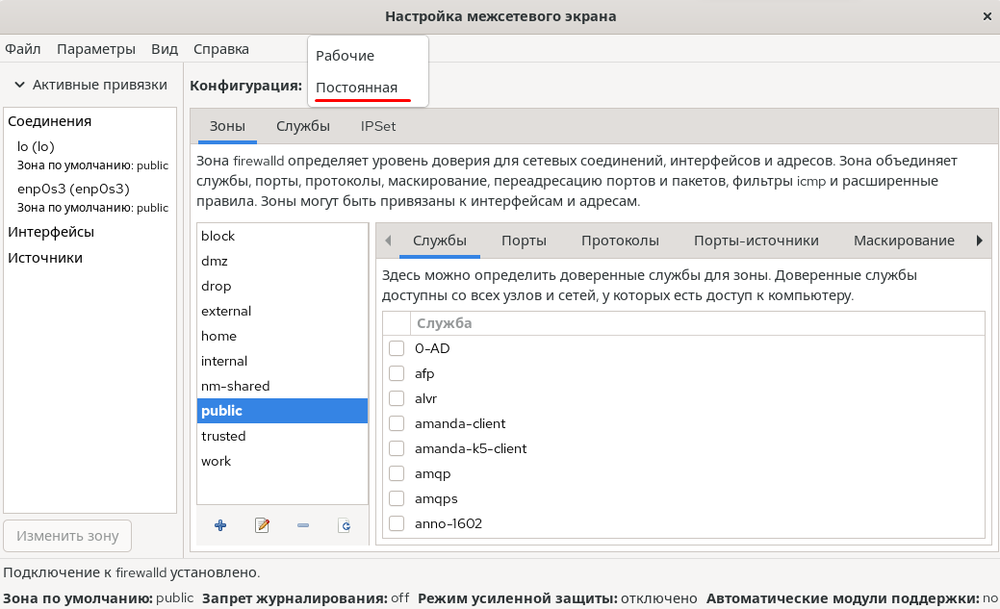 Настройка межсетевого экрана
Файл Параметры Вид Справка
Активные привязки
Соединения
lo (lo)
Зона по умолчанию: public
enp0s3 (enp0s3)
Зона по умолчанию: public
Интерфейсы
Источники
Изменить зону
Конфигурация:
Рабочие
Постоянная
Зоны Службы IPSet
Зона firewalld определяет уровень доверия для сетевых соединений, интерфейсов и адресов. Зона объединяет
службы, порты, протоколы, маскирование, переадресацию портов и пакетов, фильтры icmp и расширенные
правила. Зоны могут быть привязаны к интерфейсам и адресам.
block
dmz
drop
external
home
internal
nm-shared
public
trusted
work
Службы Порты Протоколы Порты-источники Маскирование
Здесь можно определить доверенные службы для зоны. Доверенные службы
доступны со всех узлов и сетей, у которых есть доступ к компьютеру.
Служба
0-AD
afp
alvr
amanda-client
amanda-k5-client
amqp
amqps
anno-1602
Подключение к firewalld установлено.
Зона по умолчанию: public Запрет журналирования: off Режим усиленной защиты: отключено Автоматические модули поддержки: no